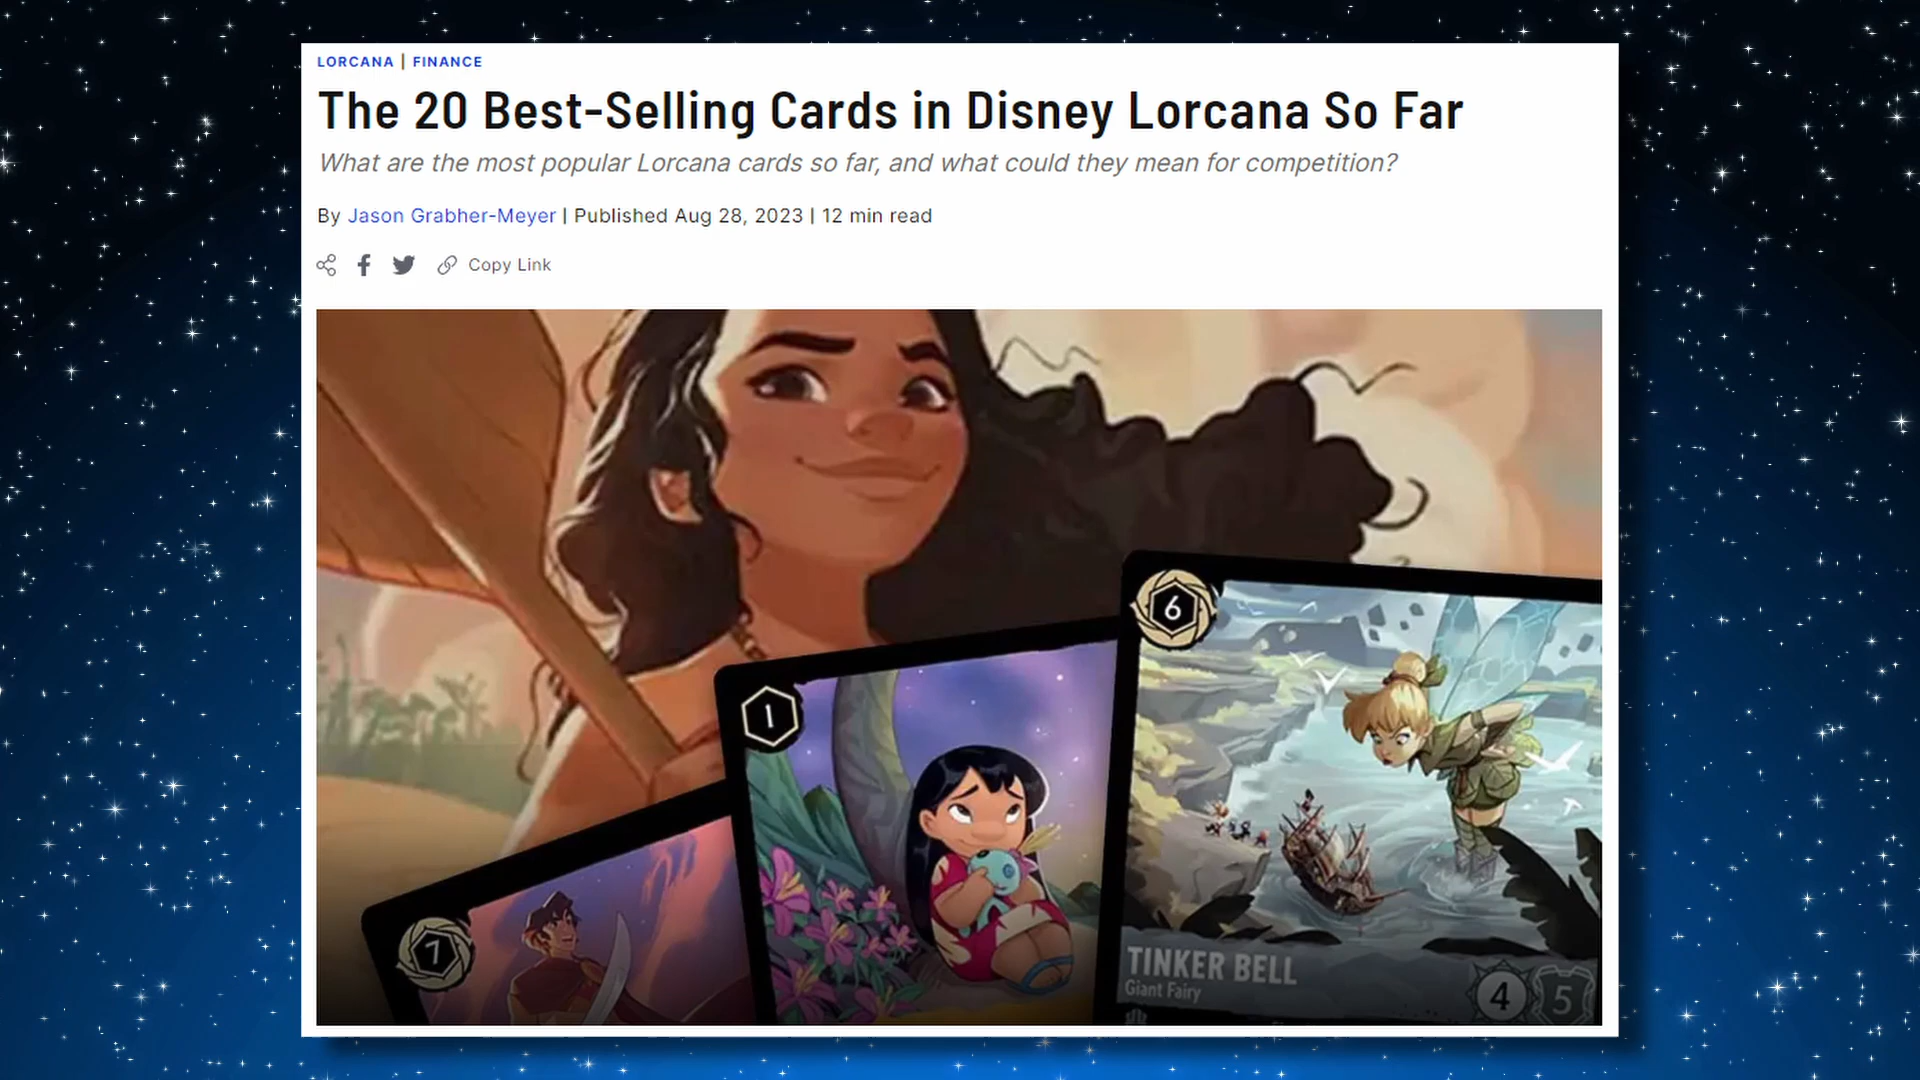 LORCANA | FINANCE
The 20 Best-Selling Cards in Disney Lorcana So Far
What are the most popular Lorcana cards so far, and what could they mean for competition?
By Jason Grabher-Meyer | Published Aug 28, 2023 | 12 min read
Copy Link
6
1
7
TINKER BELL
Giant Fairy
4 5